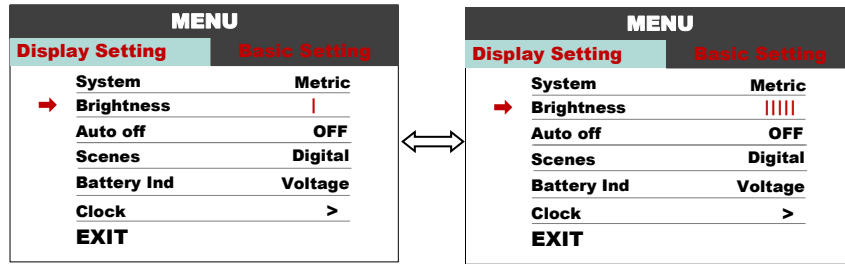 MENU
Display Setting Basic Setting
System Metric
Brightness |
Auto off OFF
Scenes Digital
Battery Ind Voltage
Clock >
EXIT
MENU
Display Setting Basic Setting
System Metric
Brightness |||||
Auto off OFF
Scenes Digital
Battery Ind Voltage
Clock >
EXIT